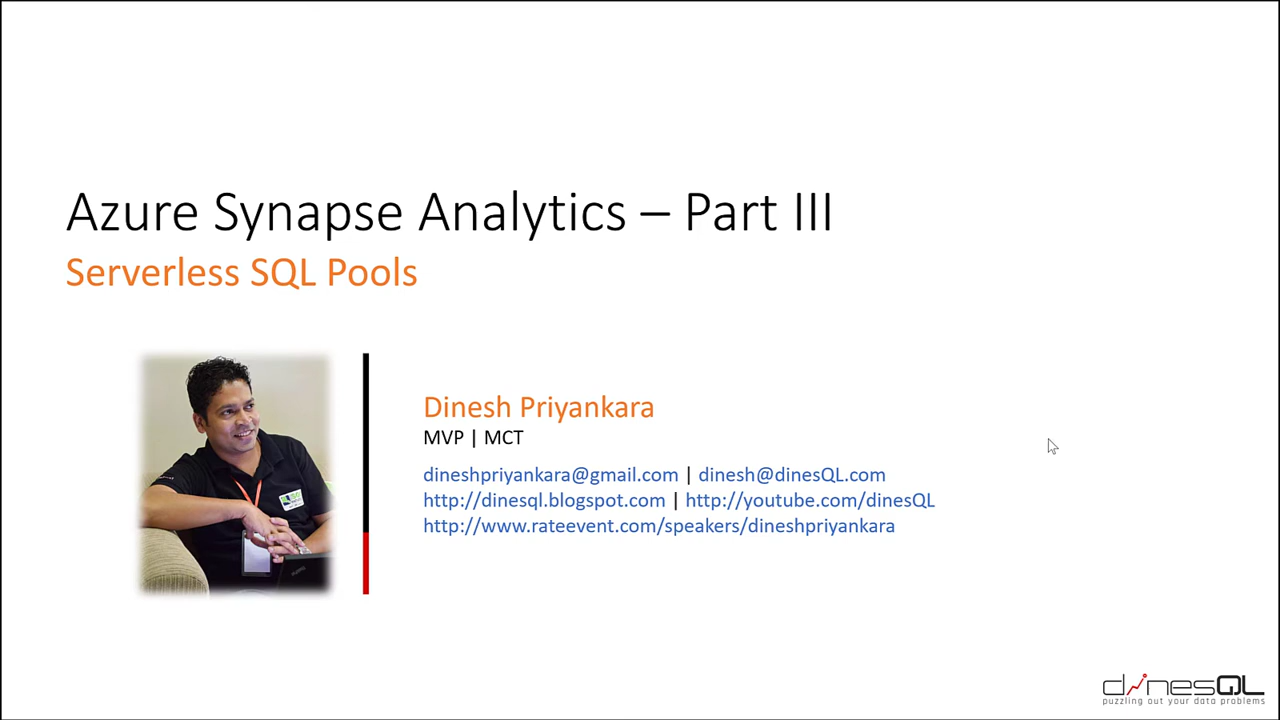 Azure Synapse Analytics – Part III
Serverless SQL Pools
Dinesh Priyankara
MVP | MCT
dineshpriyankara@gmail.com | dinesh@dinesQL.com
http://dinesql.blogspot.com | http://youtube.com/dinesQL
http://www.rateevent.com/speakers/dineshpriyankara
dinesQL
puzzling out your data problems